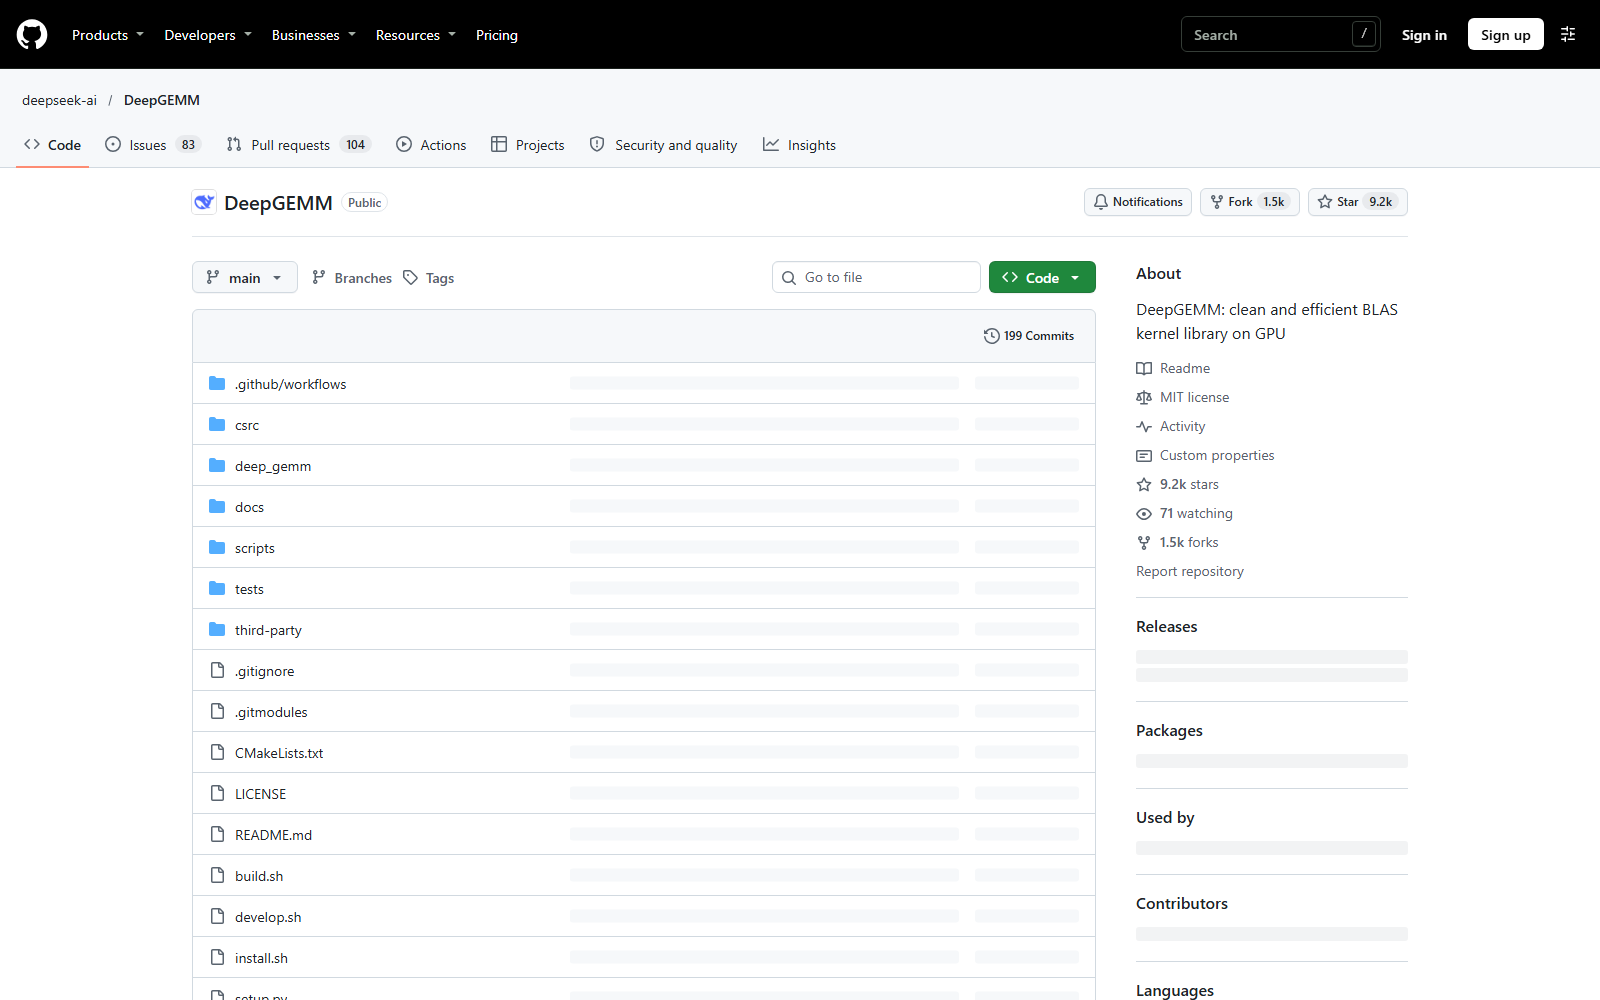 Products Developers Businesses Resources Pricing Search / Sign in Sign up
deepseek-ai / DeepGEMM
Code Issues 83 Pull requests 104 Actions Projects Security and quality Insights
DeepGEMM Public Notifications Fork 1.5k Star 9.2k
main Branches Tags Go to file Code
199 Commits
.github/workflows
csrc
deep_gemm
docs
scripts
tests
third-party
.gitignore
.gitmodules
CMakeLists.txt
LICENSE
README.md
build.sh
develop.sh
install.sh
setup.py
About
DeepGEMM: clean and efficient BLAS
kernel library on GPU
Readme
MIT license
Activity
Custom properties
9.2k stars
71 watching
1.5k forks
Report repository
Releases
Packages
Used by
Contributors
Languages